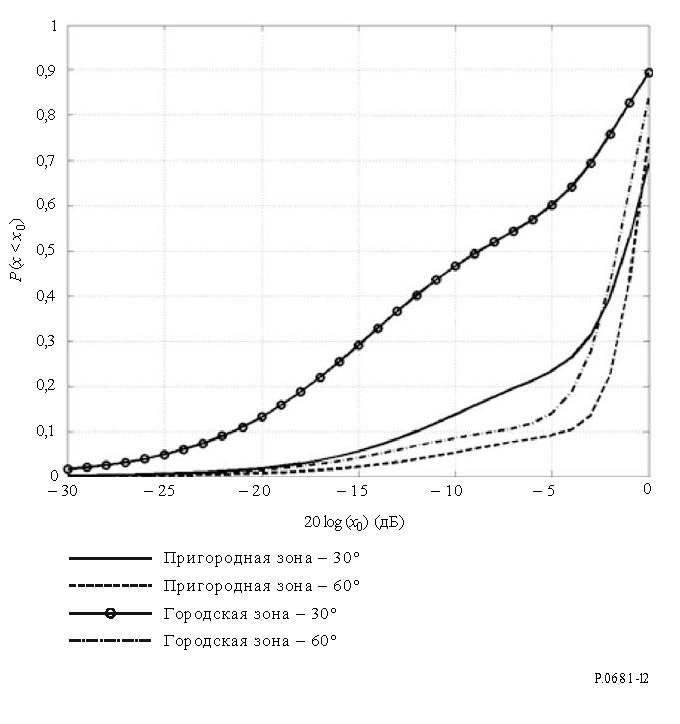 1
0,9
0,8
0,7
0,6
0,5
0,4
0,3
0,2
0,1
0
P (x < x0)
–30 –25 –20 –15 –10 –5 0
20 log (x0) (дБ)
Пригородная зона – 30°
Пригородная зона – 60°
Городская зона – 30°
Городская зона – 60°
P.0681-12